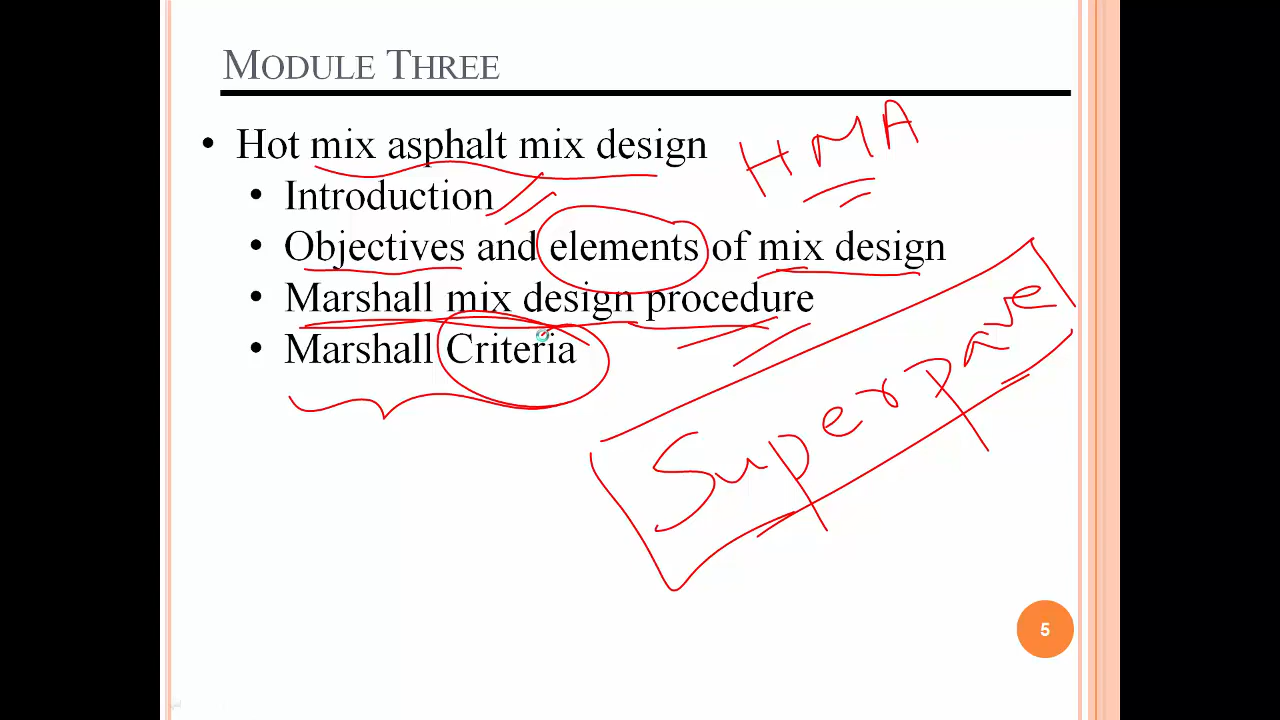 MODULE THREE
• Hot mix asphalt mix design
HMA
• Introduction
• Objectives and elements of mix design
• Marshall mix design procedure
• Marshall Criteria
Superpave
5